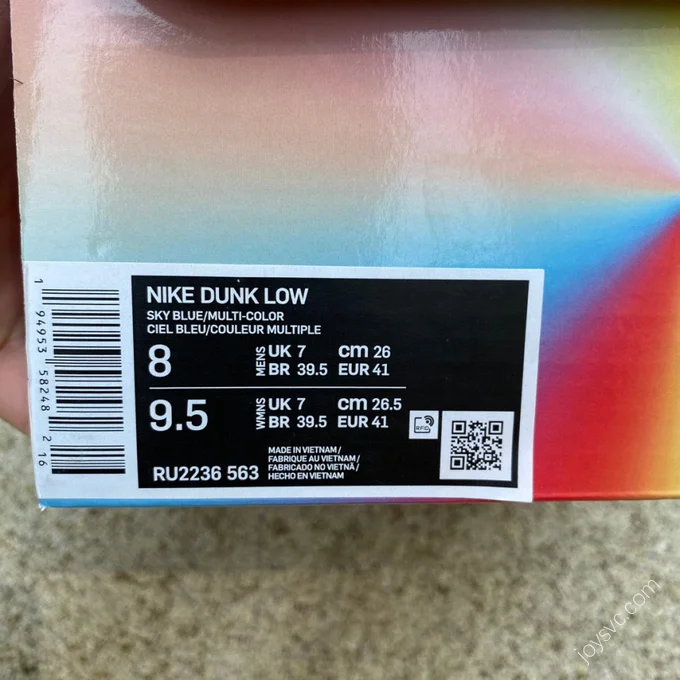 NIKE DUNK LOW
SKY BLUE/MULTI-COLOR
CIEL BLEU/COULEUR MULTIPLE
8 MENS UK 7 cm 26
BR 39.5 EUR 41
9.5 WMNS UK 7 cm 26.5
BR 39.5 EUR 41
RFID
RU2236 563
MADE IN VIETNAM /
FABRIQUE AU VIETNAM /
FABRICADO NO VIETNÃ /
HECHO EN VIETNAM
1 94953 58248 2 16
joysvc.com